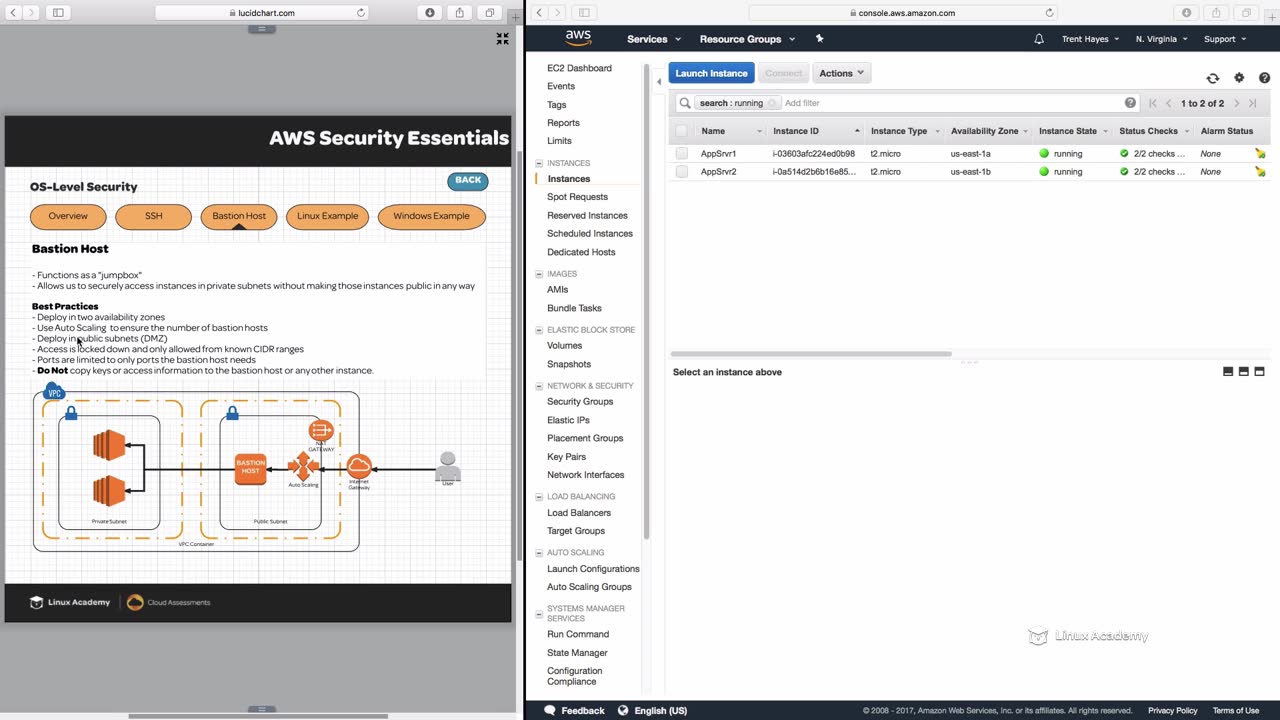 lucidchart.com
AWS Security Essentials
OS-Level Security
BACK
Overview
SSH
Bastion Host
Linux Example
Windows Example
Bastion Host
- Functions as a "jumpbox"
- Allows us to securely access instances in private subnets without making those instances public in any way
Best Practices
- Deploy in two availability zones
- Use Auto Scaling to ensure the number of bastion hosts
- Deploy in public subnets (DMZ)
- Access is locked down and only allowed from known CIDR ranges
- Ports are limited to only ports the bastion host needs
- Do Not copy keys or access information to the bastion host or any other instance.
VPC
NAT
GATEWAY
BASTION
HOST
Auto Scaling
Internet
Gateway
User
Private Subnet
Public Subnet
VPC Container
Linux Academy
Cloud Assessments
console.aws.amazon.com
aws
Services
Resource Groups
Trent Hayes
N. Virginia
Support
EC2 Dashboard
Events
Tags
Reports
Limits
INSTANCES
Instances
Spot Requests
Reserved Instances
Scheduled Instances
Dedicated Hosts
IMAGES
AMIs
Bundle Tasks
ELASTIC BLOCK STORE
Volumes
Snapshots
NETWORK & SECURITY
Security Groups
Elastic IPs
Placement Groups
Key Pairs
Network Interfaces
LOAD BALANCING
Load Balancers
Target Groups
AUTO SCALING
Launch Configurations
Auto Scaling Groups
SYSTEMS MANAGER
SERVICES
Run Command
State Manager
Configuration
Compliance
Launch Instance
Connect
Actions
search : running
Add filter
1 to 2 of 2
Name Instance ID Instance Type Availability Zone Instance State Status Checks Alarm Status
AppSrvr1 i-03603afc224ed0b98 t2.micro us-east-1a running 2/2 checks ... None
AppSrvr2 i-0a514d2b6b16e85... t2.micro us-east-1b running 2/2 checks ... None
Select an instance above
Linux Academy
Feedback
English (US)
© 2008 - 2017, Amazon Web Services, Inc. or its affiliates. All rights reserved.
Privacy Policy
Terms of Use